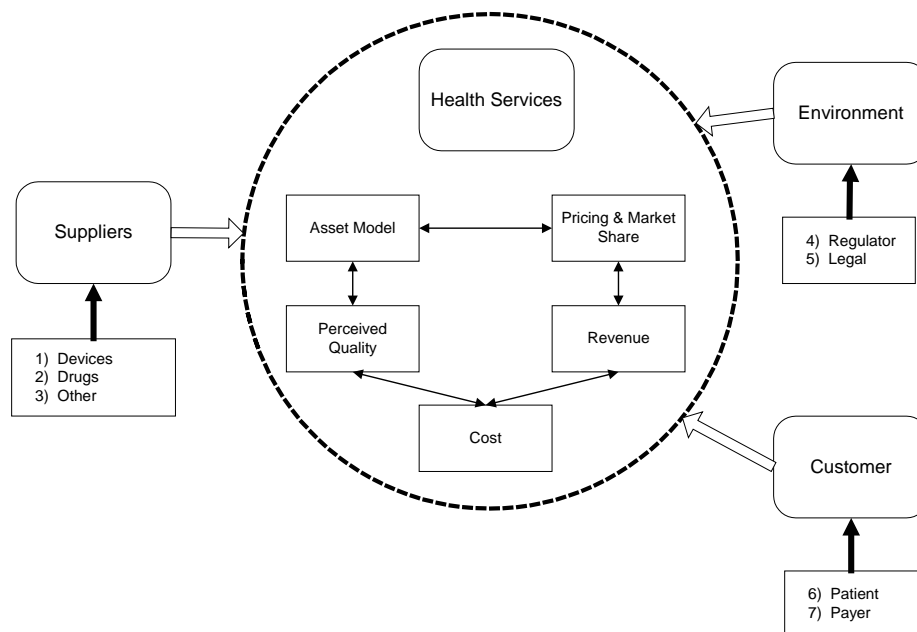 Health Services
Environment
Suppliers
Asset Model
Pricing & Market
Share
4) Regulator
5) Legal
Perceived
Quality
Revenue
1) Devices
2) Drugs
3) Other
Cost
Customer
6) Patient
7) Payer